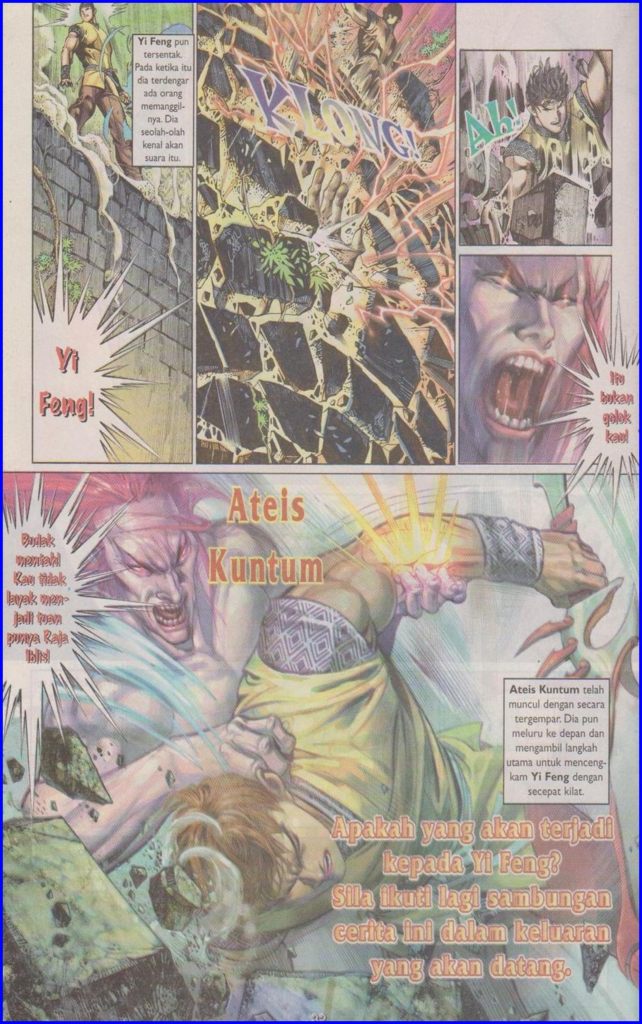 Yi Feng pun
tersentak.
Pada ketika itu
dia terdengar
ada orang
memanggil-
nya. Dia
seolah-olah
kenal akan
suara itu.
KLONG!
Ah!
Yi
Feng!
Itu
bukan
golok
kau!
Budak
mentah!
Kau tidak
layak men-
jadi tuan
punya Raja
Iblis!
Ateis
Kuntum
Ateis Kuntum telah
muncul dengan secara
tergempar. Dia pun
meluru ke depan dan
mengambil langkah
utama untuk menceng-
kam Yi Feng dengan
secepat kilat.
Apakah yang akan terjadi
kepada Yi Feng?
Sila ikuti lagi sambungan
cerita ini dalam keluaran
yang akan datang.